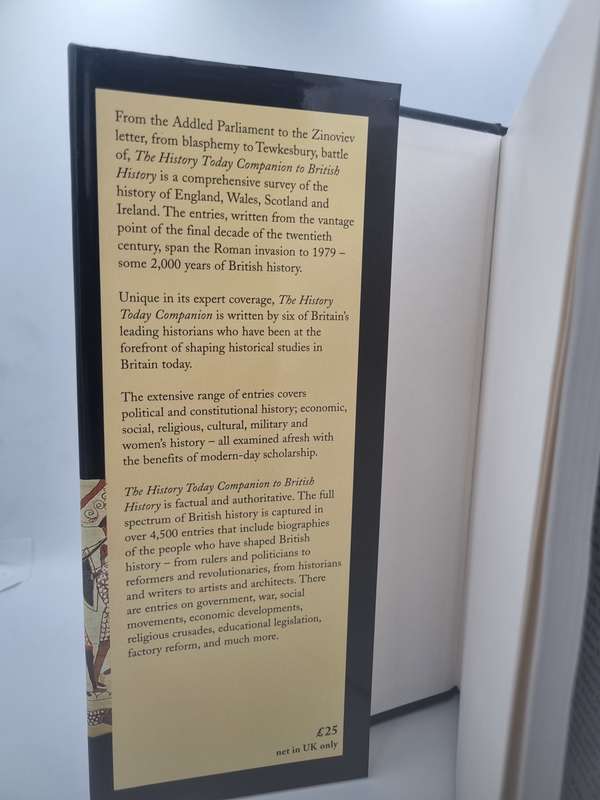 From the Addled Parliament to the Zinoviev
letter, from blasphemy to Tewkesbury, battle
of, The History Today Companion to British
History is a comprehensive survey of the
history of England, Wales, Scotland and
Ireland. The entries, written from the vantage
point of the final decade of the twentieth
century, span the Roman invasion to 1979 –
some 2,000 years of British history.
Unique in its expert coverage, The History
Today Companion is written by six of Britain's
leading historians who have been at the
forefront of shaping historical studies in
Britain today.
The extensive range of entries covers
political and constitutional history; economic,
social, religious, cultural, military and
women's history – all examined afresh with
the benefits of modern-day scholarship.
The History Today Companion to British
History is factual and authoritative. The full
spectrum of British history is captured in
over 4,500 entries that include biographies
of the people who have shaped British
history – from rulers and politicians to
reformers and revolutionaries, from historians
and writers to artists and architects. There
are entries on government, war, social
movements, economic developments,
religious crusades, educational legislation,
factory reform, and much more.
£25
net in UK only